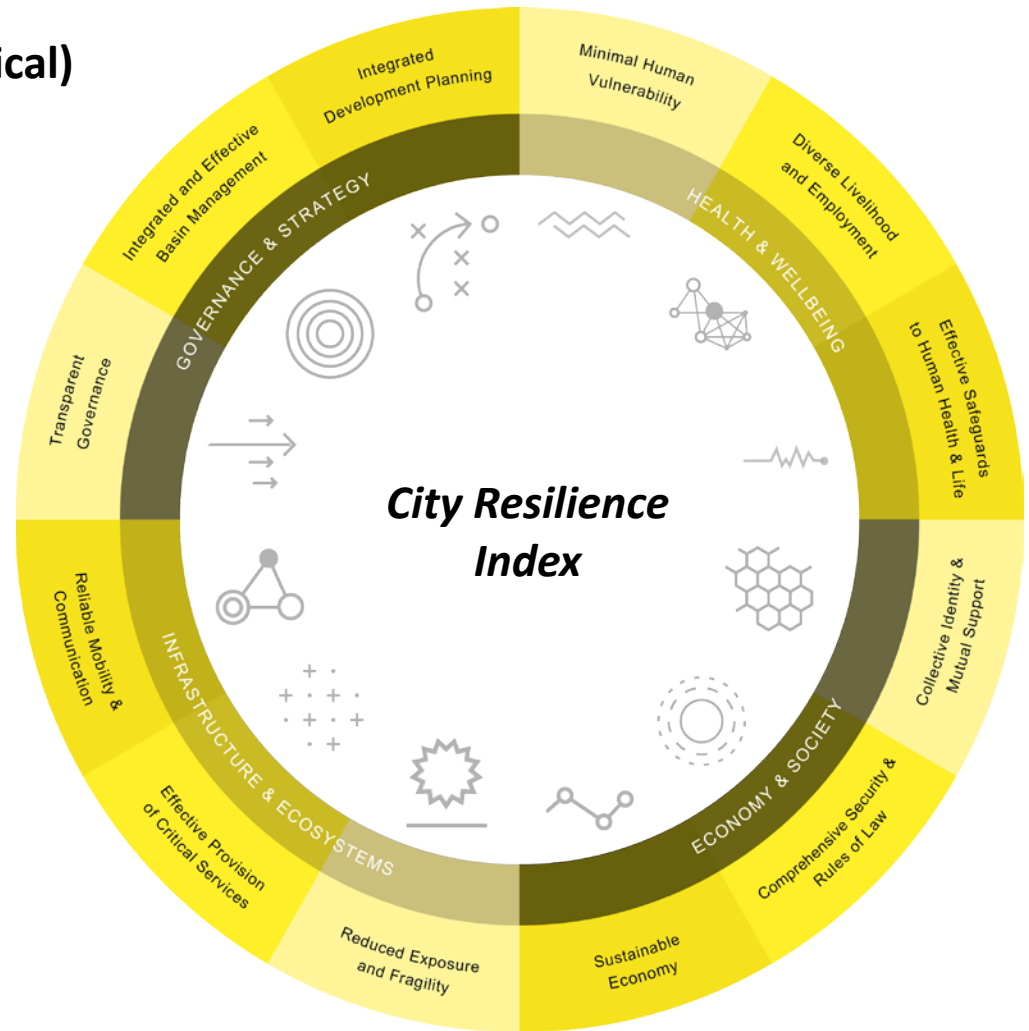 ical)
Integrated
Development Planning
Minimal Human
Vulnerability
Diverse Livelihood
and Employment
Effective Safeguards
to Human Health & Life
Collective Identity &
Mutual Support
Comprehensive Security &
Rules of Law
Sustainable
Economy
Reduced Exposure
and Fragility
Effective Provision
of Critical Services
Reliable Mobility &
Communication
Transparent
Governance
Integrated and Effective
Basin Management
GOVERNANCE & STRATEGY
HEALTH & WELLBEING
ECONOMY & SOCIETY
INFRASTRUCTURE & ECOSYSTEMS
City Resilience
Index